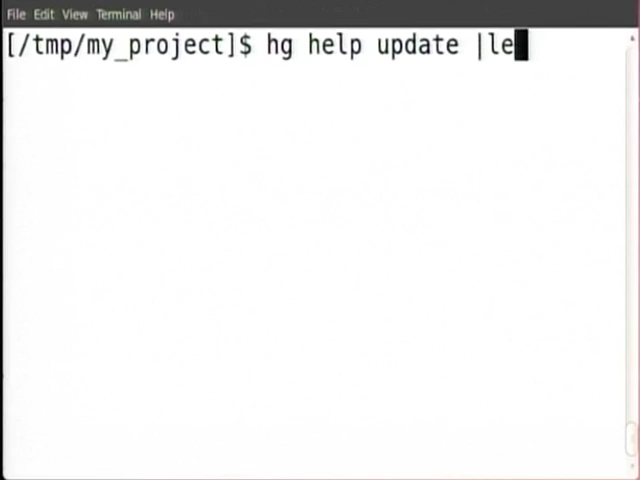 File Edit View Terminal Help
[/tmp/my_project]$ hg help update |le